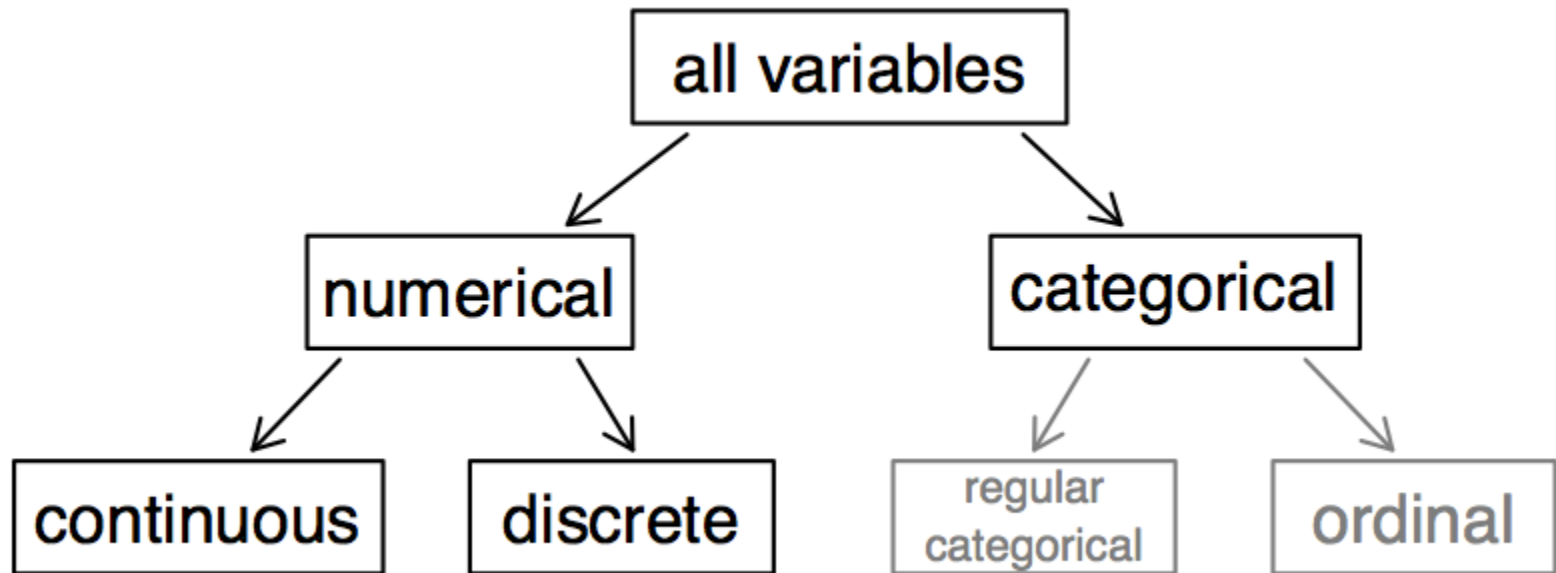 all variables
numerical
categorical
continuous
discrete
regular
categorical
ordinal